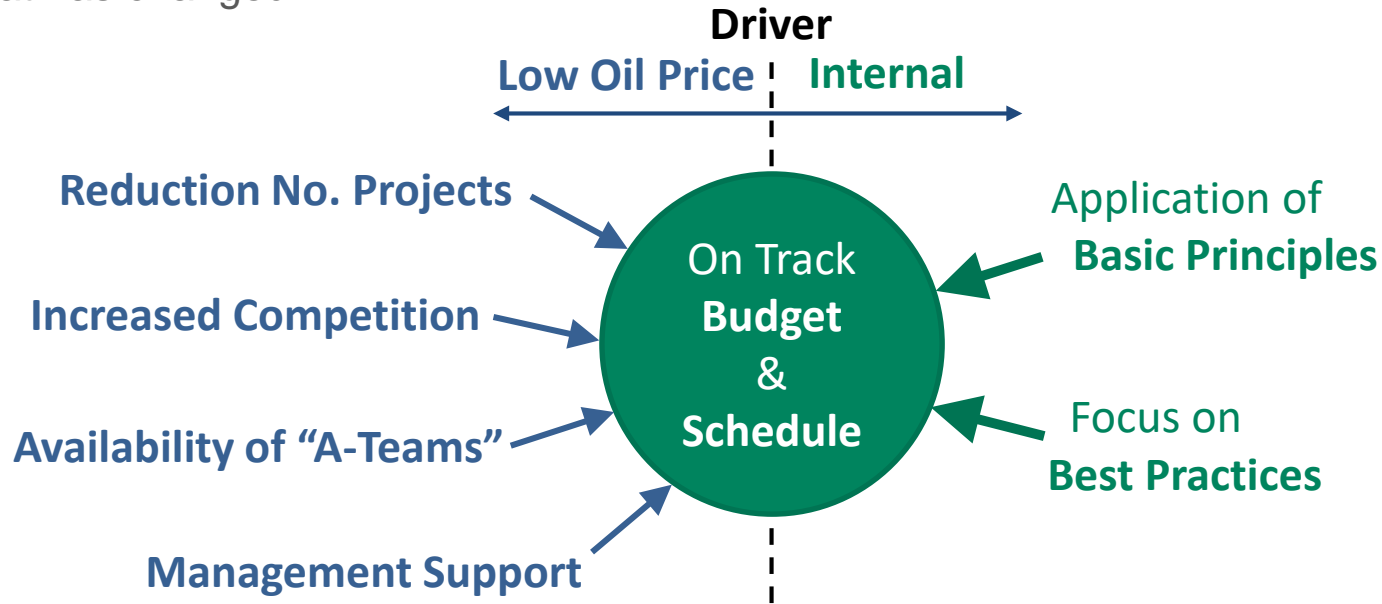 Driver
Low Oil Price
Internal
Reduction No. Projects
Increased Competition
Availability of “A-Teams”
Management Support
On Track
Budget
&
Schedule
Application of
Basic Principles
Focus on
Best Practices